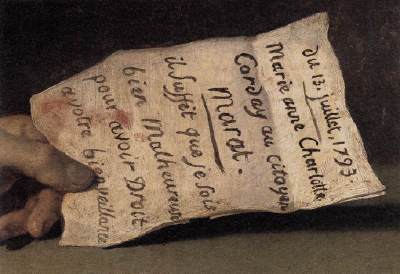 du 13. juillet, 1793.
Marie anne Charlotte
Corday au citoyen
marat.
il suffit que je sois
bien Malheureuse
pour avoir Droit
a votre bienveillance